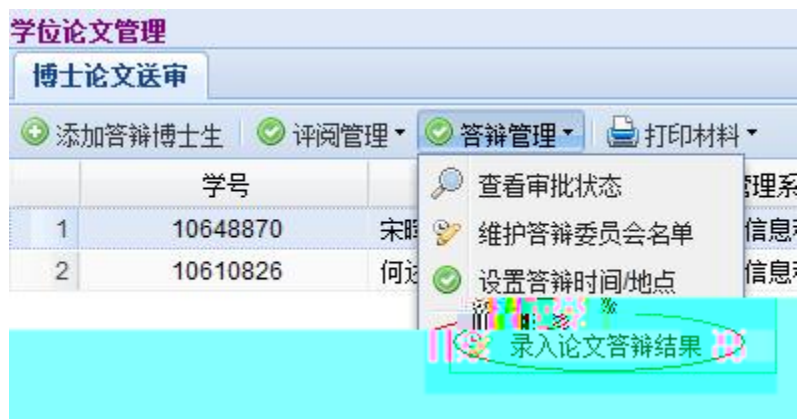 学位论文管理
博士论文送审
添加答辩博士生 评阅管理 答辩管理 打印材料
学号 管理系
查看审批状态
1 10648870 宋 信息
维护答辩委员会名单
2 10610826 何 信息
设置答辩时间/地点
录入论文答辩结果